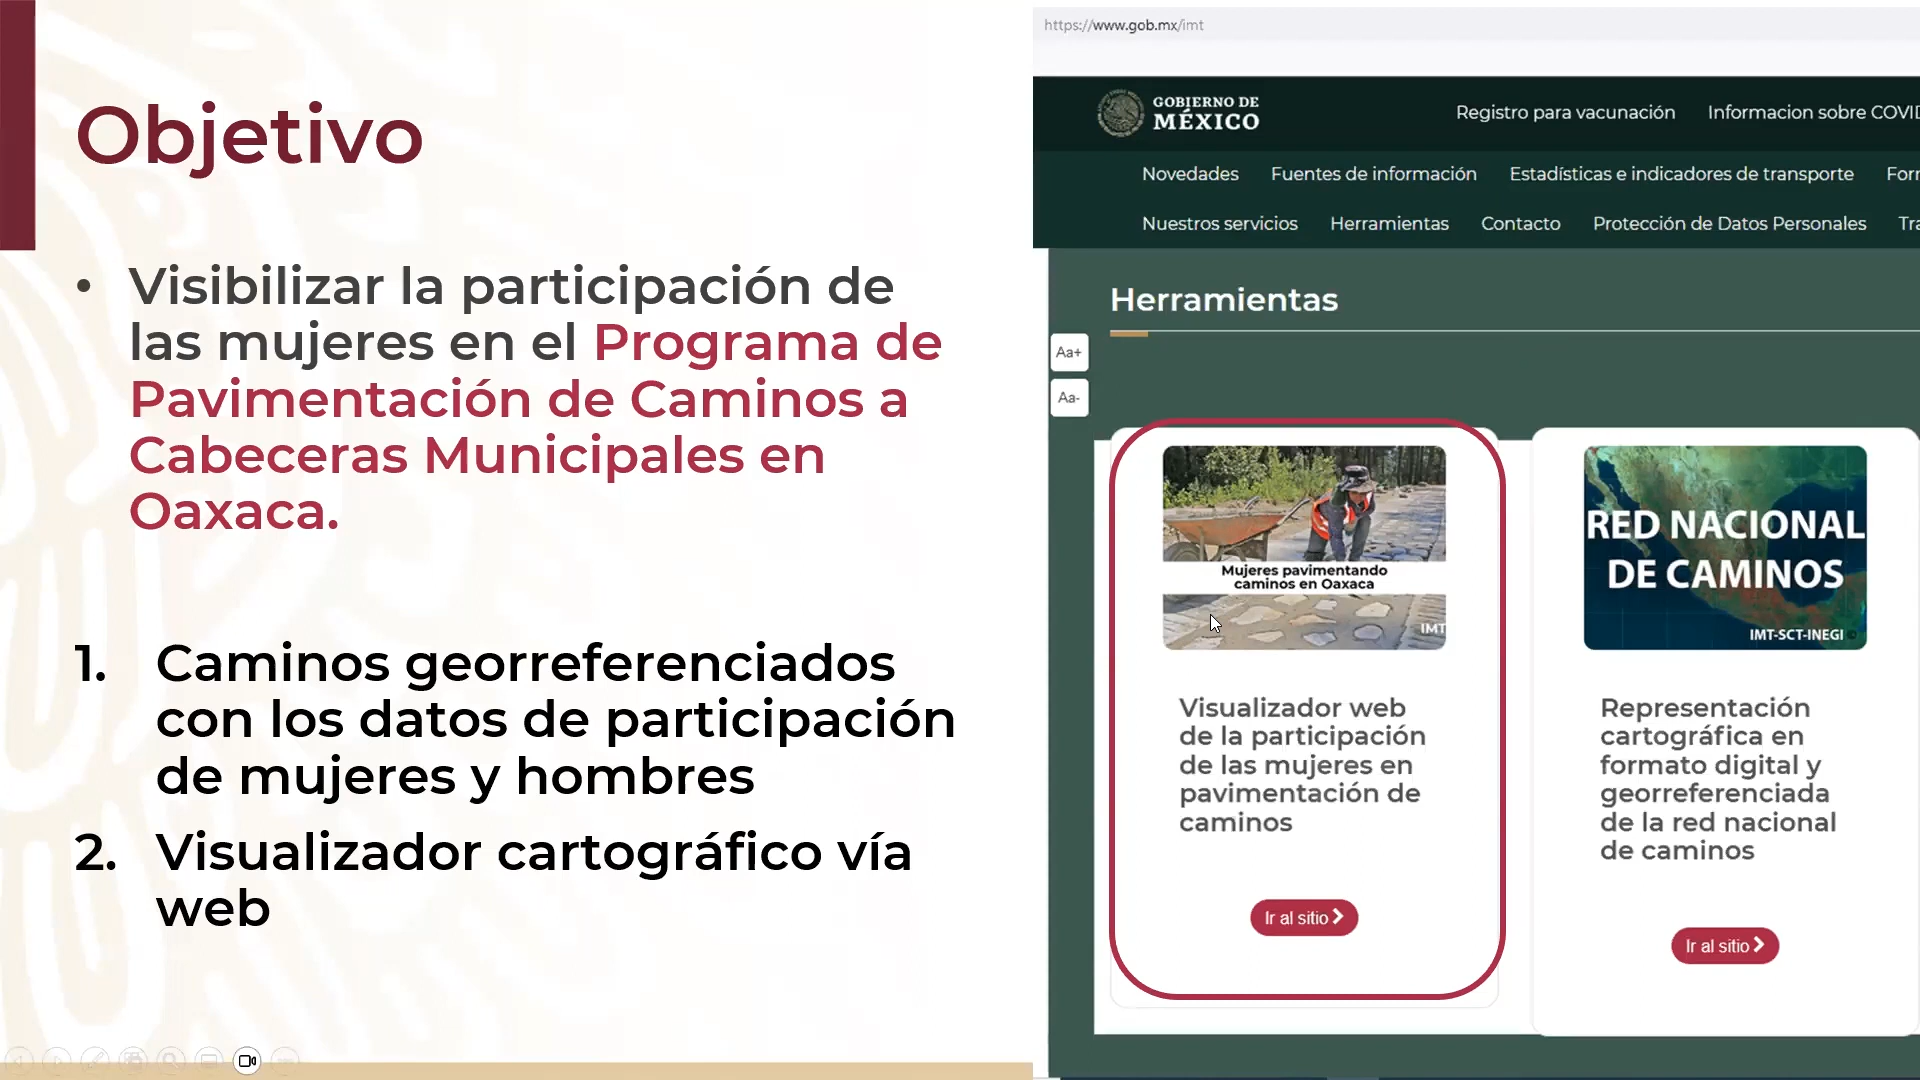 Objetivo
• Visibilizar la participación de
las mujeres en el Programa de
Pavimentación de Caminos a
Cabeceras Municipales en
Oaxaca.
1. Caminos georreferenciados
con los datos de participación
de mujeres y hombres
2. Visualizador cartográfico vía
web
https://www.gob.mx/imt
GOBIERNO DE
MÉXICO
Registro para vacunación Informacion sobre COVID
Novedades Fuentes de información Estadísticas e indicadores de transporte Forr
Nuestros servicios Herramientas Contacto Protección de Datos Personales Tra
Herramientas
Aa+
Aa-
Mujeres pavimentando
caminos en Oaxaca
IMT
Visualizador web
de la participación
de las mujeres en
pavimentación de
caminos
Ir al sitio
RED NACIONAL
DE CAMINOS
IMT-SCT-INEGI ©
Representación
cartográfica en
formato digital y
georreferenciada
de la red nacional
de caminos
Ir al sitio